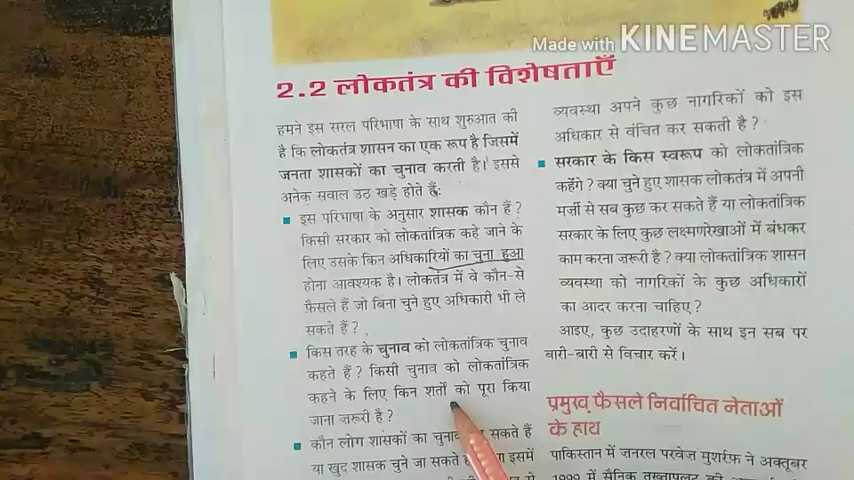 Made with KINEMASTER
2.2 लोकतंत्र की विशेषताएँ
हमने इस सरल परिभाषा के साथ शुरुआत की
है कि लोकतंत्र शासन का एक रूप है जिसमें
जनता शासकों का चुनाव करती है। इससे
अनेक सवाल उठ खड़े होते हैं:
इस परिभाषा के अनुसार शासक कौन हैं?
किसी सरकार को लोकतांत्रिक कहे जाने के
लिए उसके किन अधिकारियों का चुना हुआ
होना आवश्यक है। लोकतंत्र में वे कौन-से
फ़ैसले हैं जो बिना चुने हुए अधिकारी भी ले
सकते हैं?
किस तरह के चुनाव को लोकतांत्रिक चुनाव
कहते हैं? किसी चुनाव को लोकतांत्रिक
कहने के लिए किन शर्तों को पूरा किया
जाना ज़रूरी है?
कौन लोग शासकों का चुनाव सकते हैं
या खुद शासक चुने जा सकते इसमें
व्यवस्था अपने कुछ नागरिकों को इस
अधिकार से वंचित कर सकती है?
सरकार के किस स्वरूप को लोकतांत्रिक
कहेंगे? क्या चुने हुए शासक लोकतंत्र में अपनी
मर्ज़ी से सब कुछ कर सकते हैं या लोकतांत्रिक
सरकार के लिए कुछ लक्ष्मणरेखाओं में बंधकर
काम करना ज़रूरी है? क्या लोकतांत्रिक शासन
व्यवस्था को नागरिकों के कुछ अधिकारों
का आदर करना चाहिए?
आइए, कुछ उदाहरणों के साथ इन सब पर
बारी-बारी से विचार करें।
प्रमुख फैसले निर्वाचित नेताओं
के हाथ
पाकिस्तान में जनरल परवेज़ मुशर्रफ़ ने अक्तूबर
1999 में सैनिक तख्तापलट की